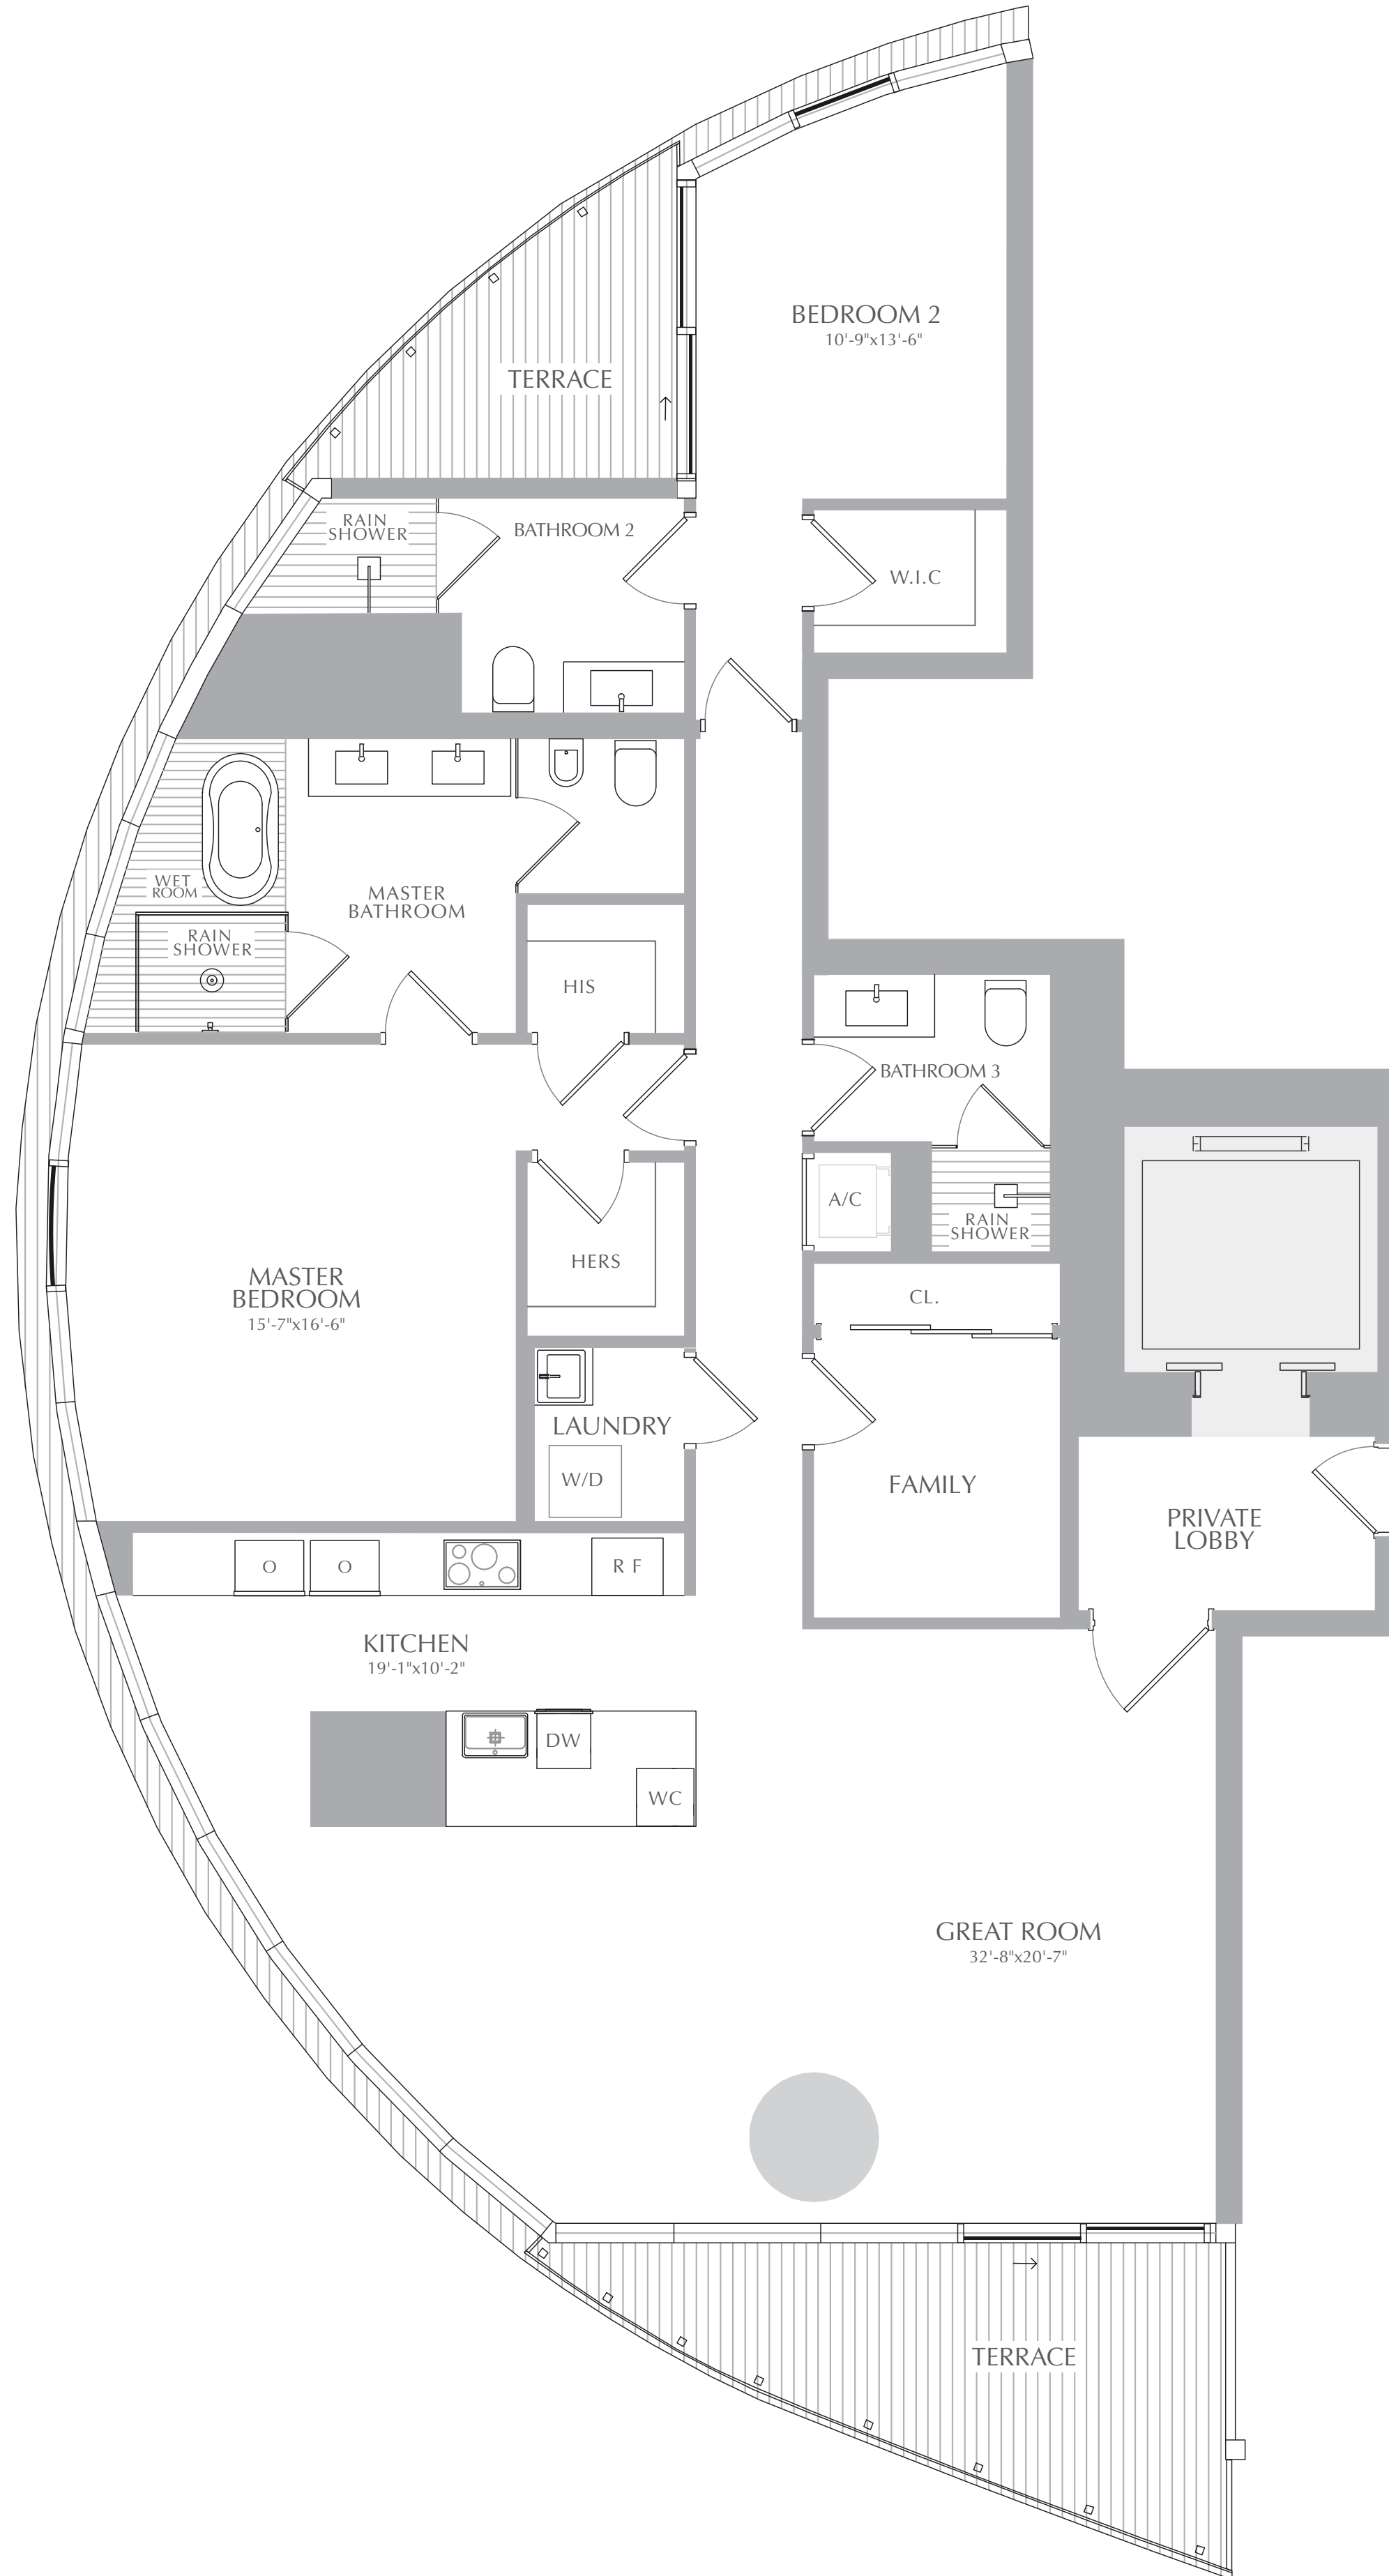 BEDROOM 2
10'-9"x13'-6"
TERRACE
RAIN
SHOWER
BATHROOM 2
W.I.C
WET
ROOM
MASTER
BATHROOM
RAIN
SHOWER
HIS
BATHROOM 3
A/C
RAIN
SHOWER
HERS
MASTER
BEDROOM
15'-7"x16'-6"
CL.
LAUNDRY
W/D
FAMILY
PRIVATE
LOBBY
O
O
R F
KITCHEN
19'-1"x10'-2"
DW
WC
GREAT ROOM
32'-8"x20'-7"
TERRACE